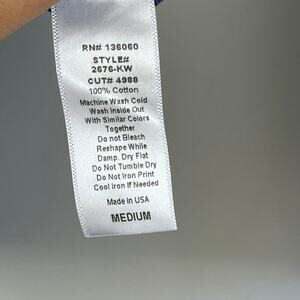 RN# 136060
STYLE#
2676-KW
CUT# 4988
100% Cotton
Machine Wash Cold
Wash Inside Out
With Similar Colors
Together
Do not Bleach
Reshape While
Damp. Dry Flat
Do Not Tumble Dry
Do Not Iron Print
Cool Iron If Needed
Made in USA
MEDIUM